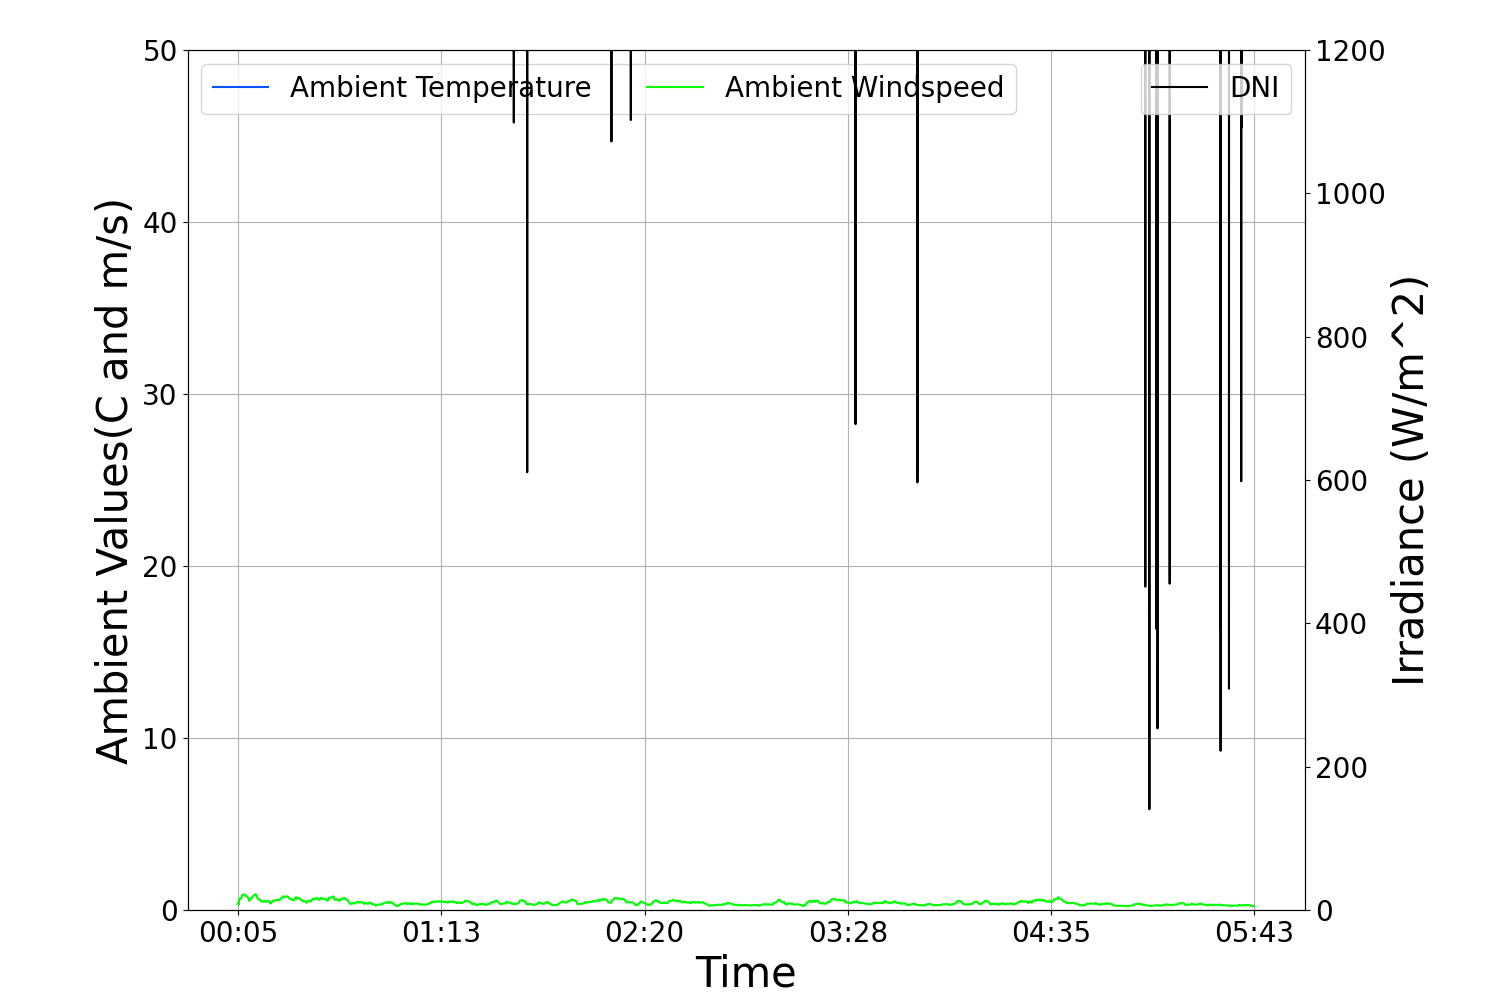 Ambient Temperature
Ambient Windspeed
DNI
50
40
30
20
10
0
Ambient Values(C and m/s)
1200
1000
800
600
400
200
0
Irradiance (W/m^2)
00:05 01:13 02:20 03:28 04:35 05:43
Time